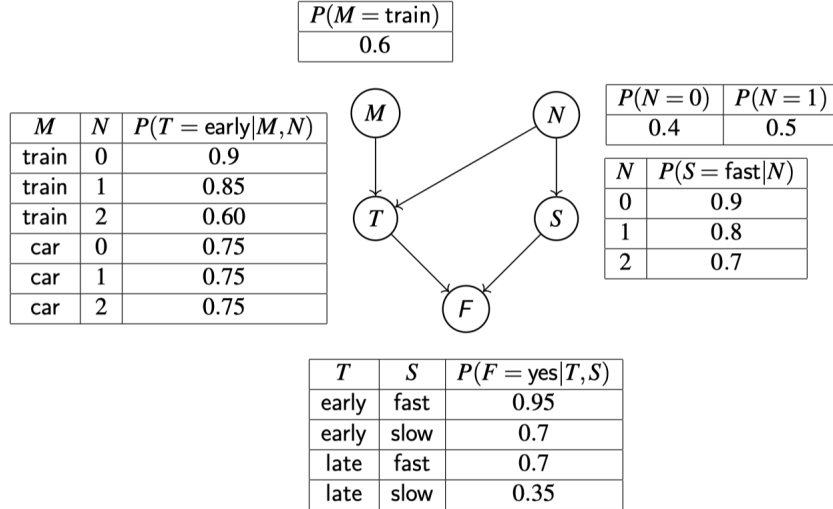 P(M = train)
0.6
M
N
P(N = 0) P(N = 1)
0.4 0.5
M N P(T = early|M,N)
train 0 0.9
train 1 0.85
train 2 0.60
car 0 0.75
car 1 0.75
car 2 0.75
N P(S = fast|N)
0 0.9
1 0.8
2 0.7
T
S
F
T S P(F = yes|T,S)
early fast 0.95
early slow 0.7
late fast 0.7
late slow 0.35